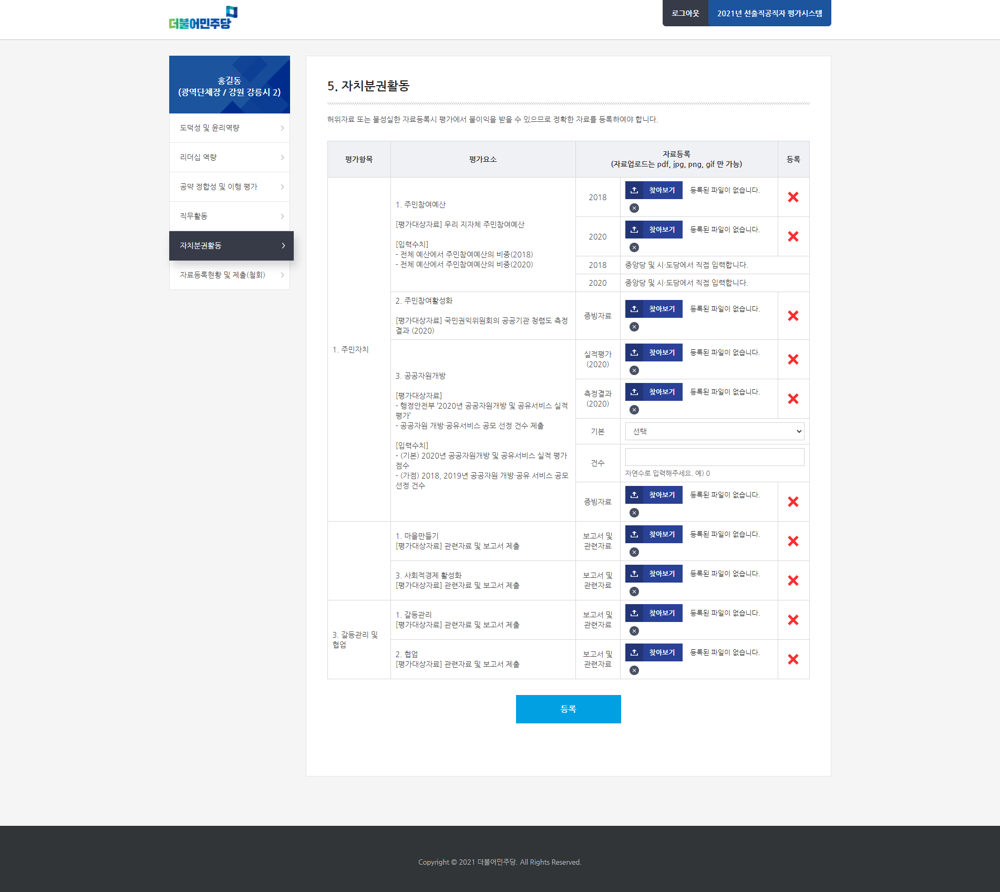 더불어민주당
로그아웃
2021년 선출직공직자 평가시스템
홍길동
(광역단체장 / 강원 강릉시 2)
도덕성 및 윤리역량
리더십 역량
공약 정합성 및 이행 평가
직무활동
자치분권활동
자료등록현황 및 제출(철회)
5. 자치분권활동
허위자료 또는 불성실한 자료등록시 평가에서 불이익을 받을 수 있으므로 정확한 자료를 등록하여야 합니다.
평가항목
평가요소
자료등록
(자료업로드는 pdf, jpg, png, gif 만 가능)
등록
1. 주민자치
1. 주민참여예산
[평가대상자료] 우리 지자체 주민참여예산
[입력수치]
- 전체 예산에서 주민참여예산의 비중(2018)
- 전체 예산에서 주민참여예산의 비중(2020)
2018
찾아보기
등록된 파일이 없습니다.
2020
찾아보기
등록된 파일이 없습니다.
2018
중앙당 및 시·도당에서 직접 입력합니다.
2020
중앙당 및 시·도당에서 직접 입력합니다.
2. 주민참여활성화
[평가대상자료] 국민권익위원회의 공공기관 청렴도 측정
결과 (2020)
증빙자료
찾아보기
등록된 파일이 없습니다.
3. 공공자원개방
[평가대상자료]
- 행정안전부 ‘2020년 공공자원개방 및 공유서비스 실적
평가’
- 공공자원 개방·공유서비스 공모 선정 건수 제출
[입력수치]
- (기본) 2020년 공공자원개방 및 공유서비스 실적 평가
점수
- (가점) 2018, 2019년 공공자원 개방·공유 서비스 공모
선정 건수
실적평가
(2020)
찾아보기
등록된 파일이 없습니다.
측정결과
(2020)
찾아보기
등록된 파일이 없습니다.
기본
선택
건수
자연수로 입력해주세요. 예) 0
증빙자료
찾아보기
등록된 파일이 없습니다.
1. 마을만들기
[평가대상자료] 관련자료 및 보고서 제출
보고서 및
관련자료
찾아보기
등록된 파일이 없습니다.
3. 사회적경제 활성화
[평가대상자료] 관련자료 및 보고서 제출
보고서 및
관련자료
찾아보기
등록된 파일이 없습니다.
3. 갈등관리 및
협업
1. 갈등관리
[평가대상자료] 관련자료 및 보고서 제출
보고서 및
관련자료
찾아보기
등록된 파일이 없습니다.
2. 협업
[평가대상자료] 관련자료 및 보고서 제출
보고서 및
관련자료
찾아보기
등록된 파일이 없습니다.
등록
Copyright © 2021 더불어민주당. All Rights Reserved.